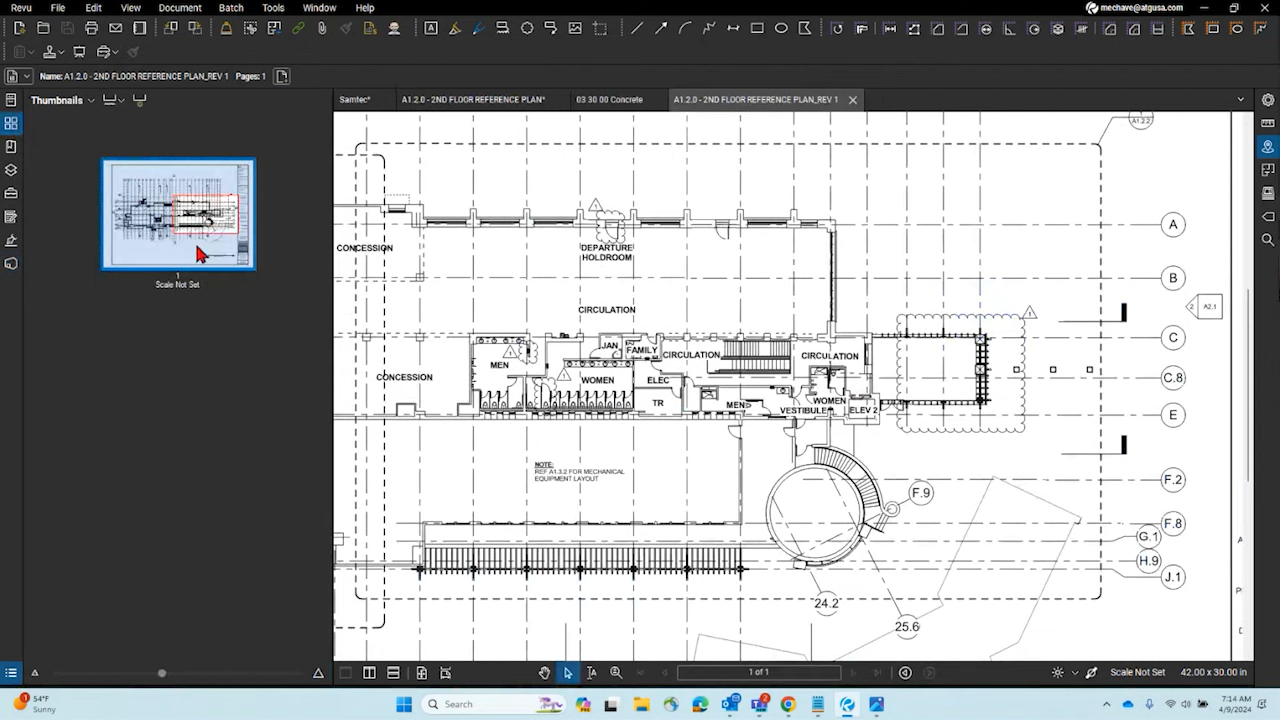 Revu File Edit View Document Batch Tools Window Help
mechave@atgusa.com
Name: A1.2.0 - 2ND FLOOR REFERENCE PLAN_REV 1 Pages: 1
Thumbnails
Samtec* A1.2.0 - 2ND FLOOR REFERENCE PLAN* 03 30 00 Concrete A1.2.0 - 2ND FLOOR REFERENCE PLAN_REV 1
1
Scale Not Set
A1.2.2
A
CONCESSION
DEPARTURE
HOLDROOM
B
2 A2.1
CIRCULATION
1
C
JAN
FAMILY
CIRCULATION
CIRCULATION
MEN
CONCESSION
WOMEN
ELEC
C.8
TR
MEN
WOMEN
VESTIBULE
ELEV 2
E
NOTE:
REF A1.3.2 FOR MECHANICAL
EQUIPMENT LAYOUT
F.2
F.9
F.8
G.1
H.9
J.1
24.2
25.6
1 of 1
Scale Not Set
42.00 x 30.00 in
54°F
Sunny
Search
7:14 AM
4/9/2024